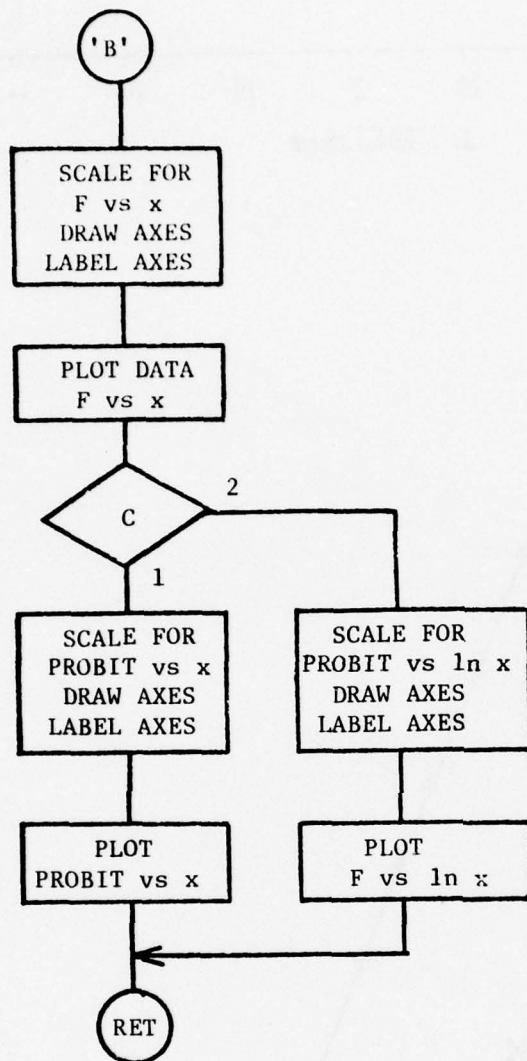 'B'
SCALE FOR
F vs x
DRAW AXES
LABEL AXES
PLOT DATA
F vs x
C
2
1
SCALE FOR
PROBIT vs x
DRAW AXES
LABEL AXES
SCALE FOR
PROBIT vs ln x
DRAW AXES
LABEL AXES
PLOT
PROBIT vs x
PLOT
F vs ln x
RET